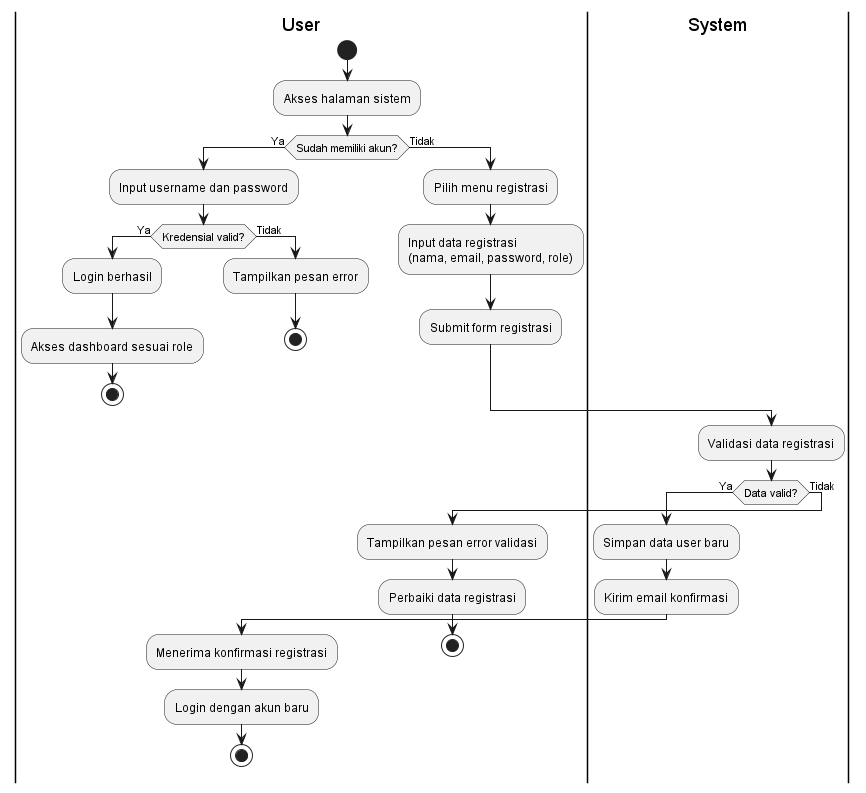 User
System
Akses halaman sistem
Ya
Sudah memiliki akun?
Tidak
Input username dan password
Pilih menu registrasi
Ya
Kredensial valid?
Tidak
Input data registrasi
(nama, email, password, role)
Login berhasil
Tampilkan pesan error
Submit form registrasi
Akses dashboard sesuai role
Validasi data registrasi
Ya
Data valid?
Tidak
Tampilkan pesan error validasi
Simpan data user baru
Perbaiki data registrasi
Kirim email konfirmasi
Menerima konfirmasi registrasi
Login dengan akun baru